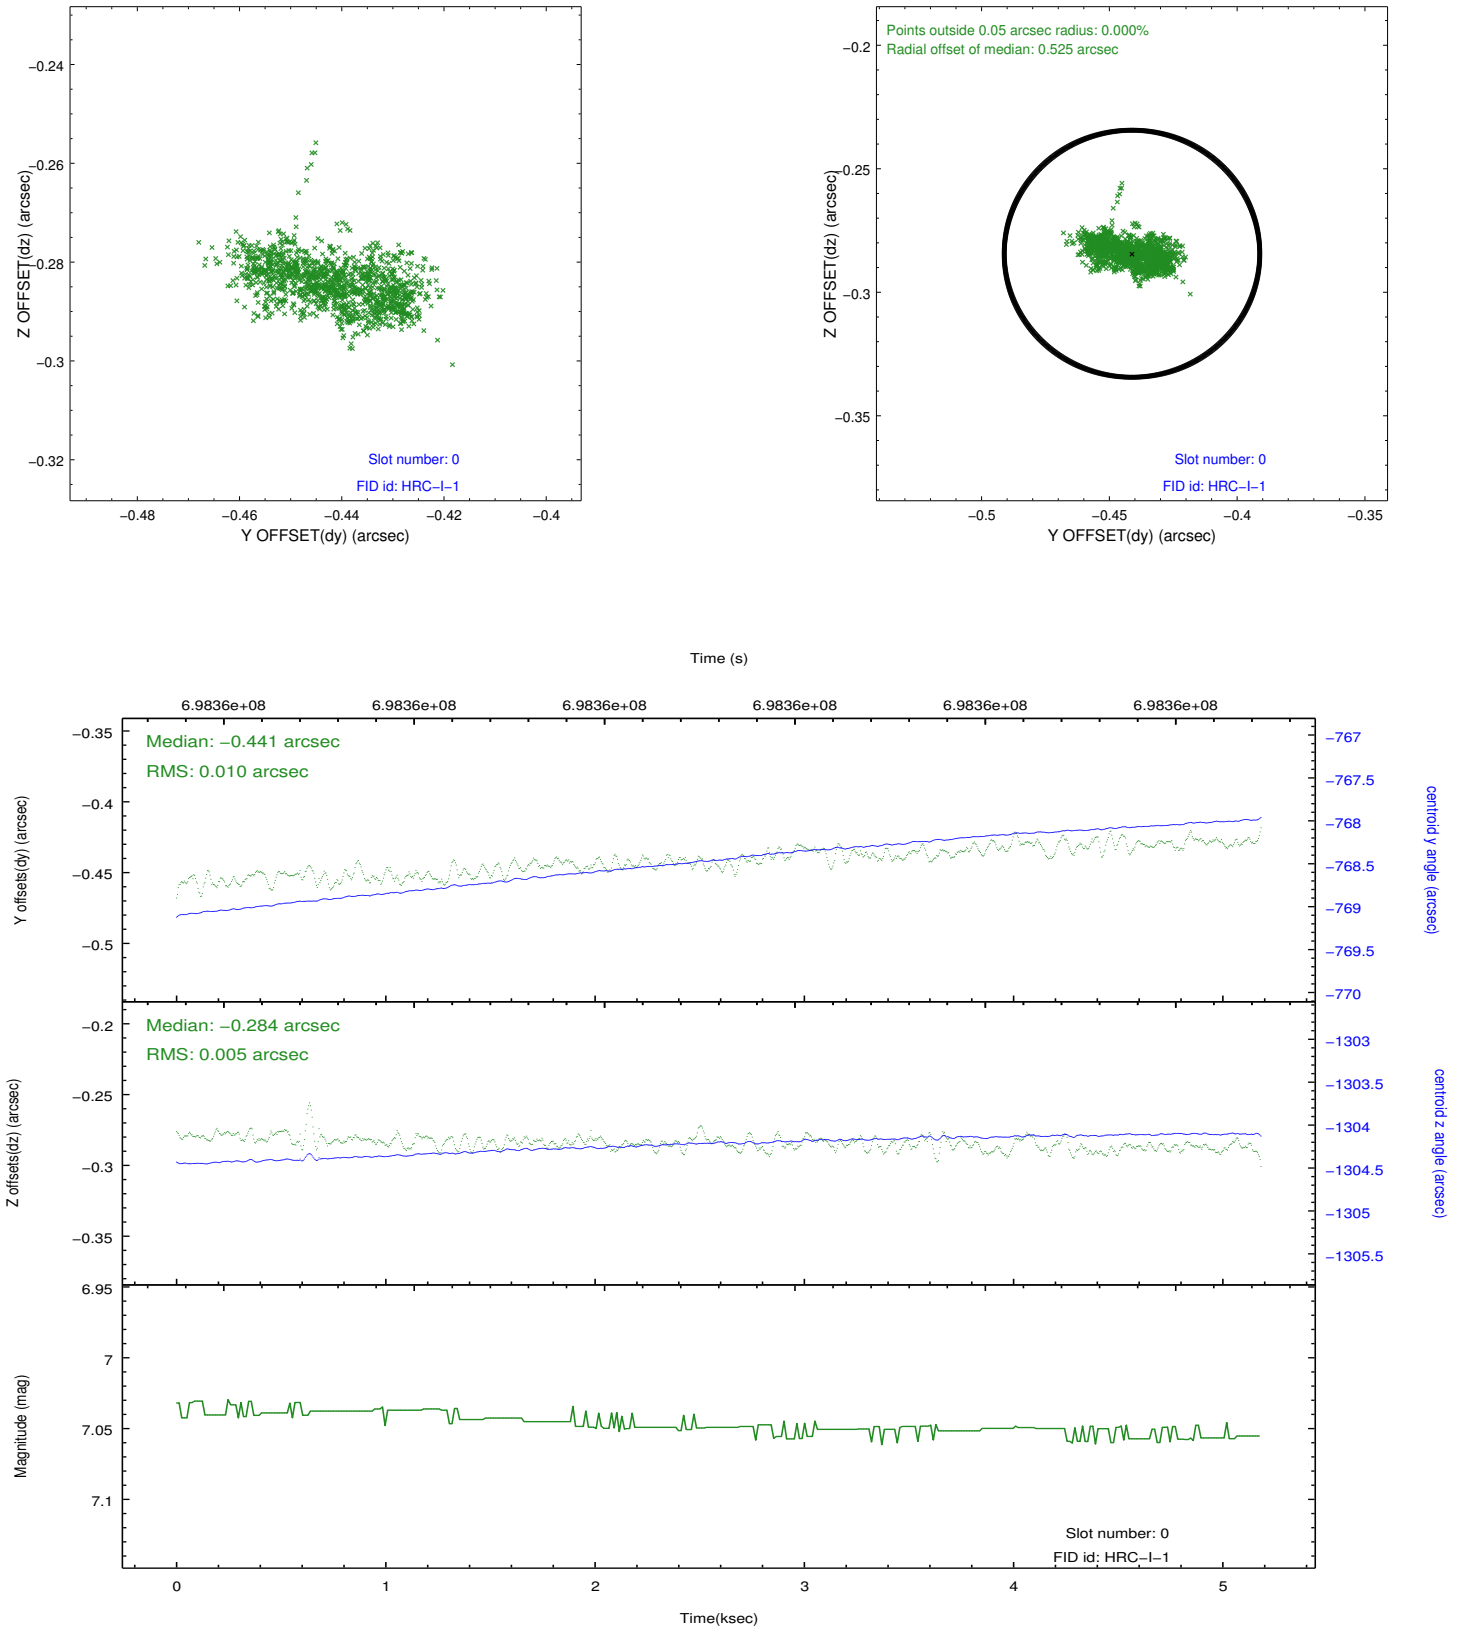 −0.24
−0.26
−0.28
−0.3
−0.32
Z OFFSET(dz) (arcsec)
Slot number: 0
FID id: HRC−I−1
−0.48
−0.46
−0.44
−0.42
−0.4
Y OFFSET(dy) (arcsec)
Points outside 0.05 arcsec radius: 0.000%
Radial offset of median: 0.525 arcsec
−0.2
−0.25
−0.3
−0.35
Z OFFSET(dz) (arcsec)
Slot number: 0
FID id: HRC−I−1
−0.5
−0.45
−0.4
−0.35
Y OFFSET(dy) (arcsec)
Time (s)
6.9836e+08
6.9836e+08
6.9836e+08
6.9836e+08
6.9836e+08
6.9836e+08
Median: −0.441 arcsec
RMS: 0.010 arcsec
−0.35
−0.4
−0.45
−0.5
Y offsets(dy) (arcsec)
−767
−767.5
−768
−768.5
−769
−769.5
−770
centroid y angle (arcsec)
Median: −0.284 arcsec
RMS: 0.005 arcsec
−0.2
−0.25
−0.3
−0.35
Z offsets(dz) (arcsec)
−1303
−1303.5
−1304
−1304.5
−1305
−1305.5
centroid z angle (arcsec)
6.95
7
7.05
7.1
Magnitude (mag)
Slot number: 0
FID id: HRC−I−1
0
1
2
3
4
5
Time(ksec)